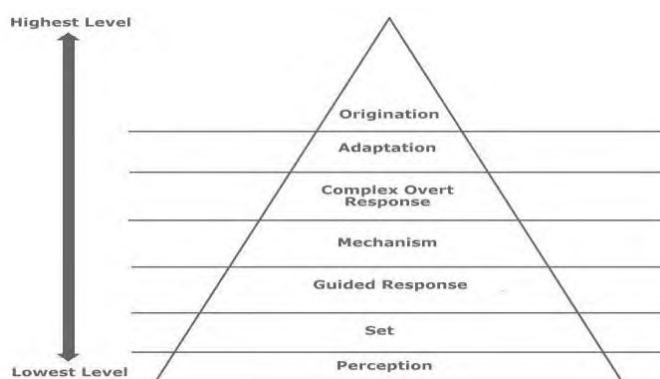 Highest Level
Origination
Adaptation
Complex Overt
Response
Mechanism
Guided Response
Set
Perception
Lowest Level